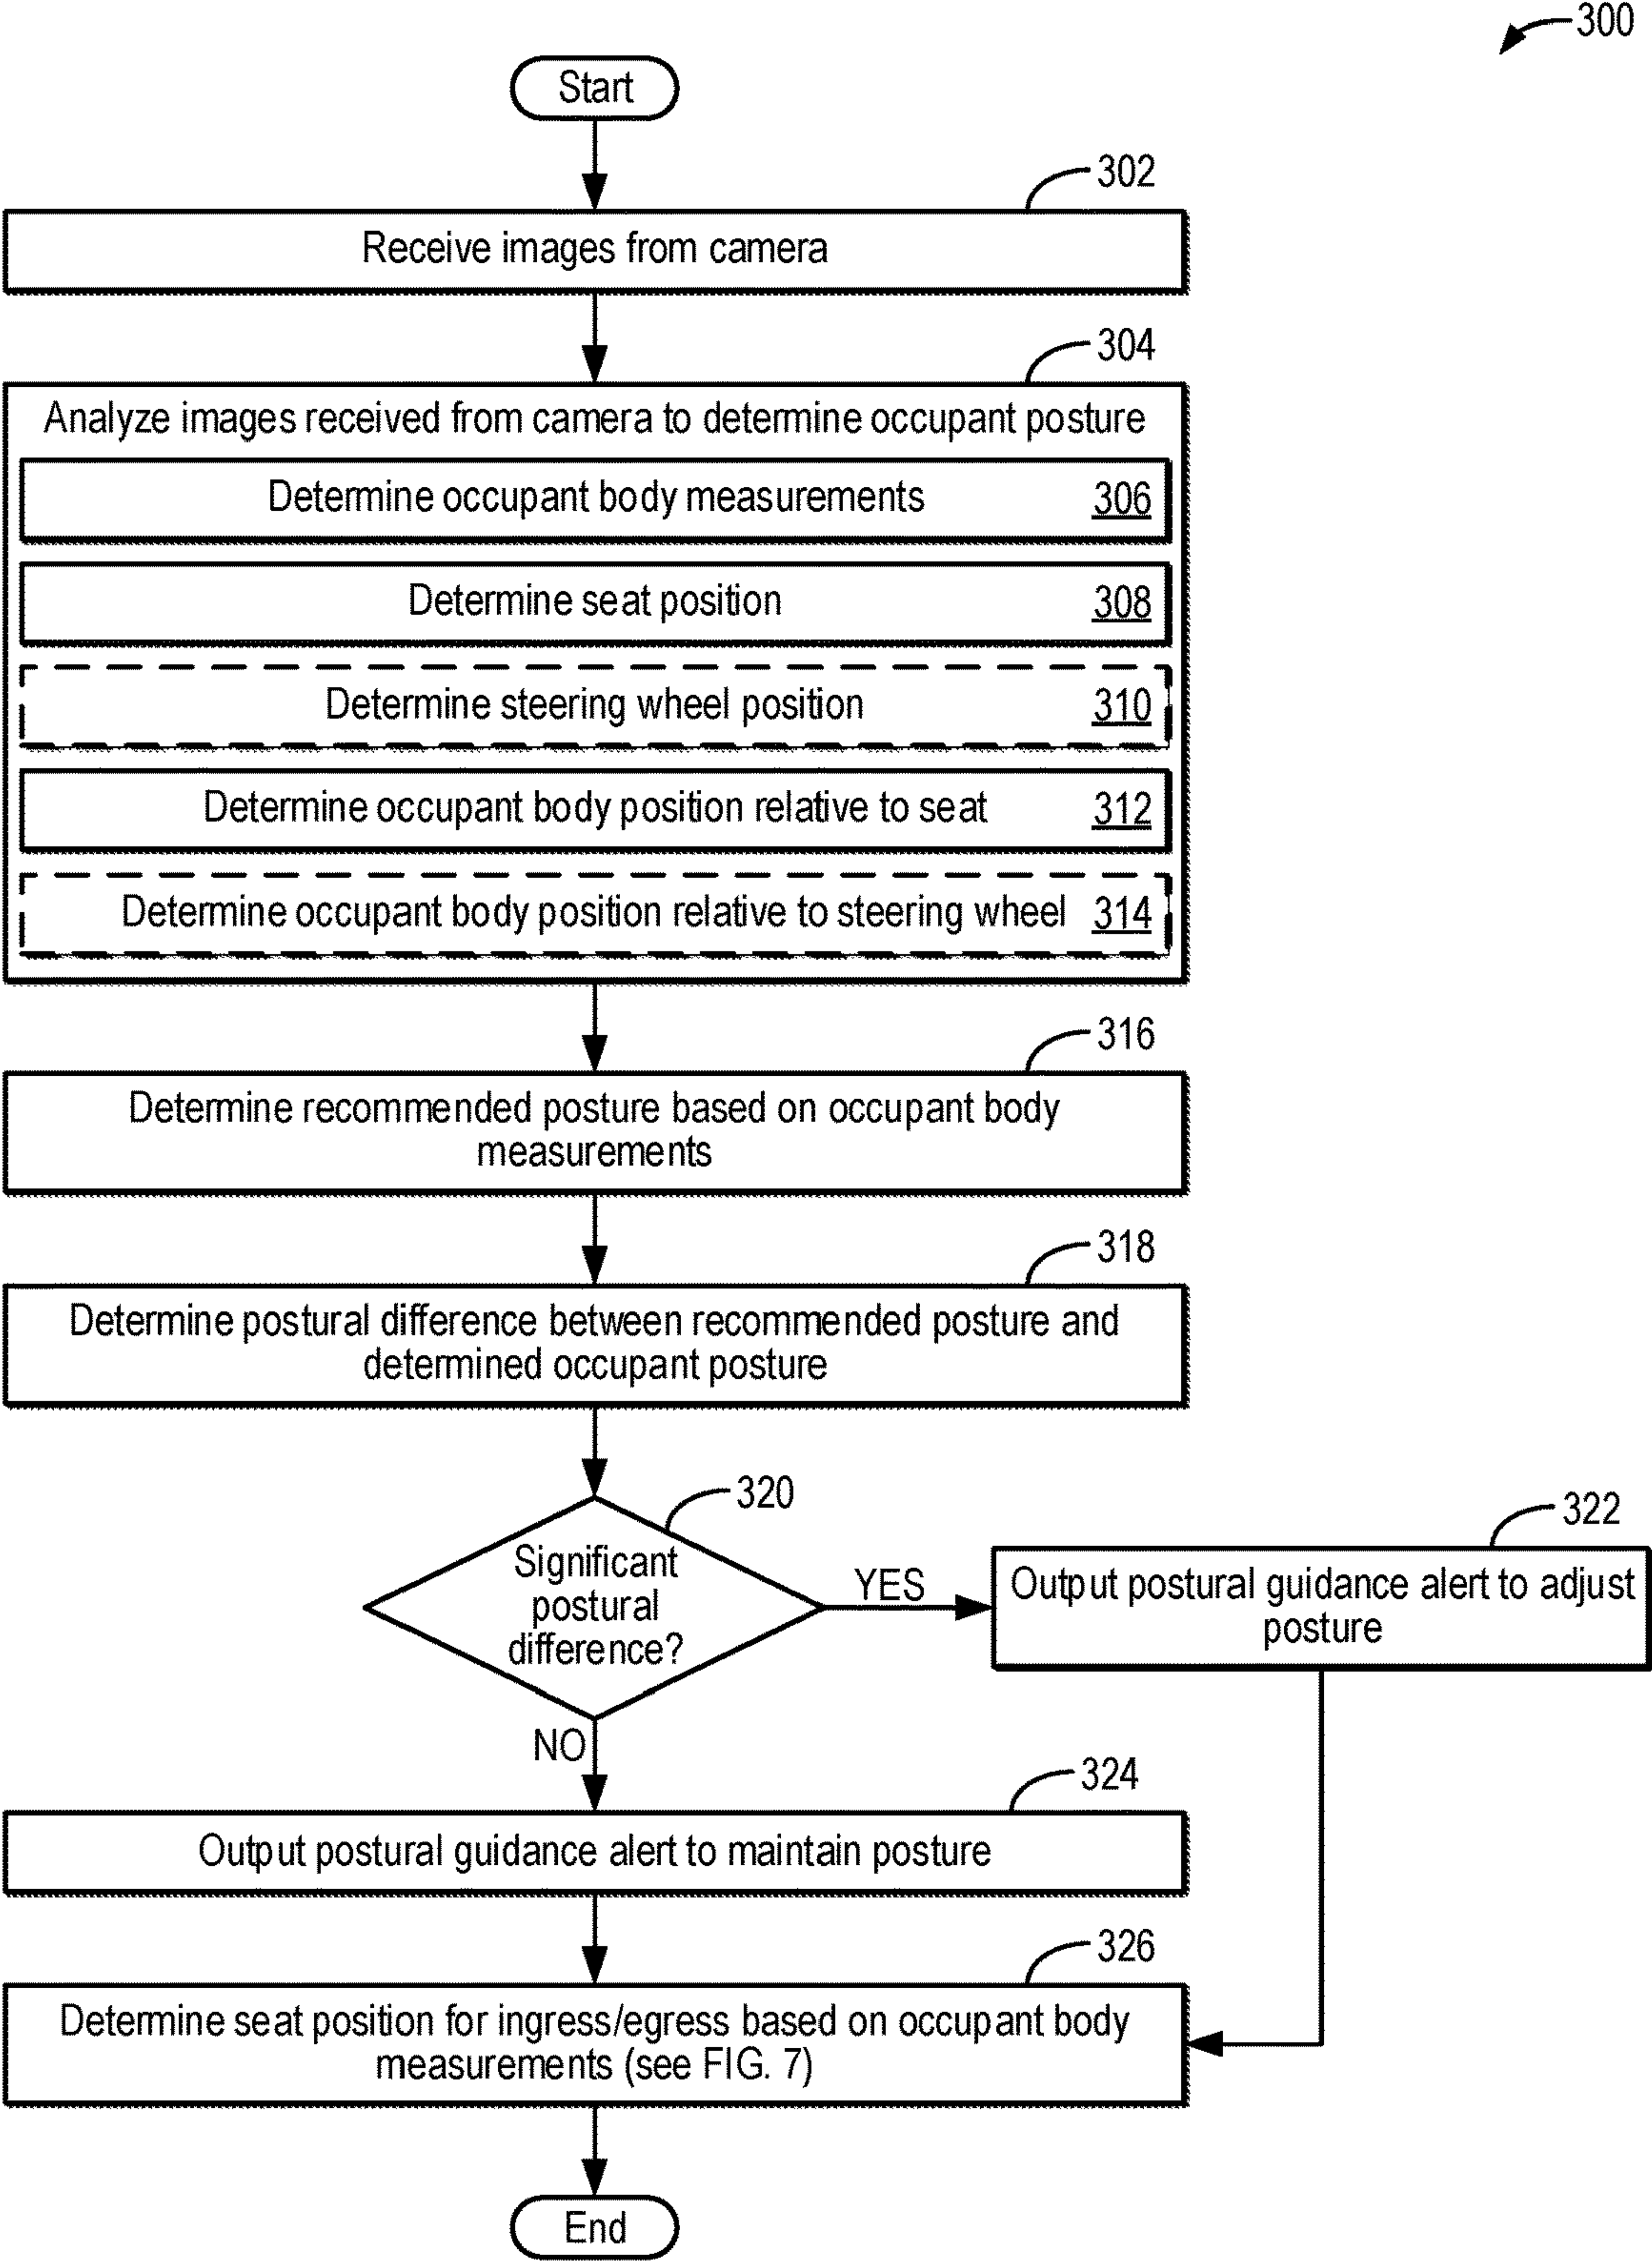 300
Start
302
Receive images from camera
304
Analyze images received from camera to determine occupant posture
Determine occupant body measurements 306
Determine seat position 308
Determine steering wheel position 310
Determine occupant body position relative to seat 312
Determine occupant body position relative to steering wheel 314
316
Determine recommended posture based on occupant body
measurements
318
Determine postural difference between recommended posture and
determined occupant posture
320
Significant
postural
difference?
YES
322
Output postural guidance alert to adjust
posture
NO
324
Output postural guidance alert to maintain posture
326
Determine seat position for ingress/egress based on occupant body
measurements (see FIG. 7)
End